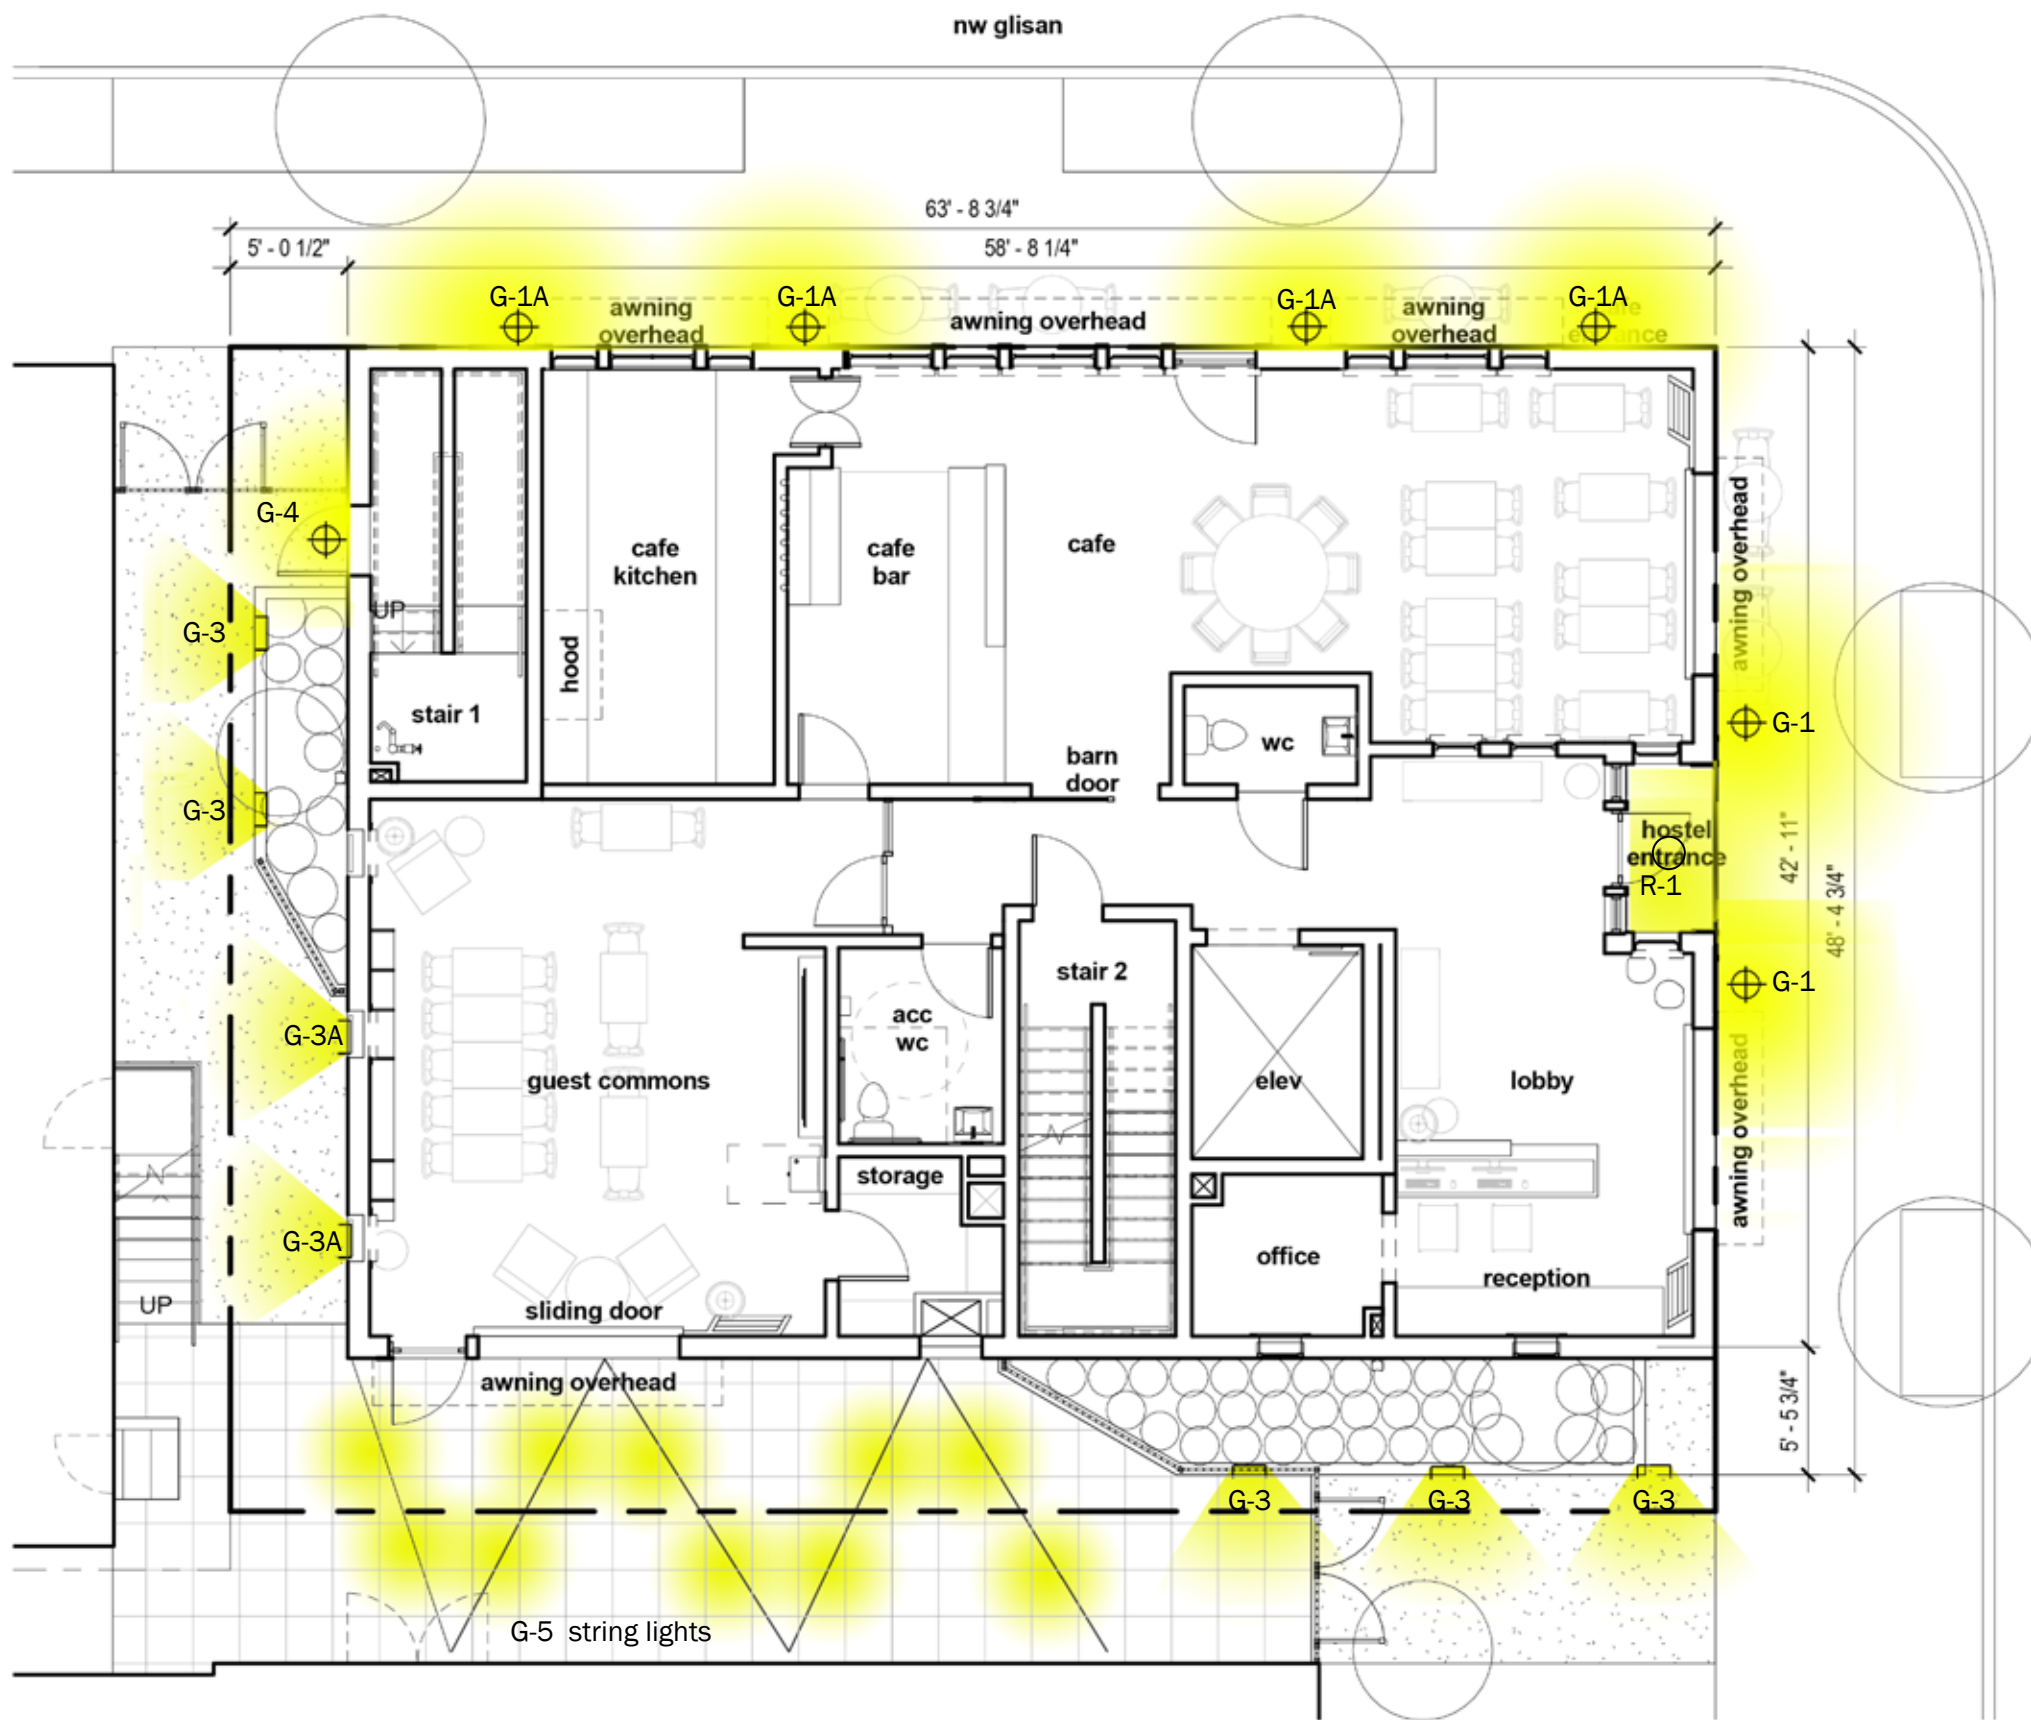 nw glisan
63' - 8 3/4"
5' - 0 1/2"
58' - 8 1/4"
G-1A
G-1A
G-1A
G-1A
awning
overhead
awning overhead
awning
overhead
cafe
entrance
G-4
cafe
kitchen
cafe
bar
cafe
awning overhead
UP
G-3
hood
stair 1
wc
G-1
barn
door
G-3
hostel
entrance
R-1
42' - 11"
48' - 4 3/4"
stair 2
G-1
acc
wc
G-3A
guest commons
elev
lobby
awning overhead
storage
G-3A
office
reception
UP
sliding door
awning overhead
5' - 5 3/4"
G-3
G-3
G-3
G-5 string lights